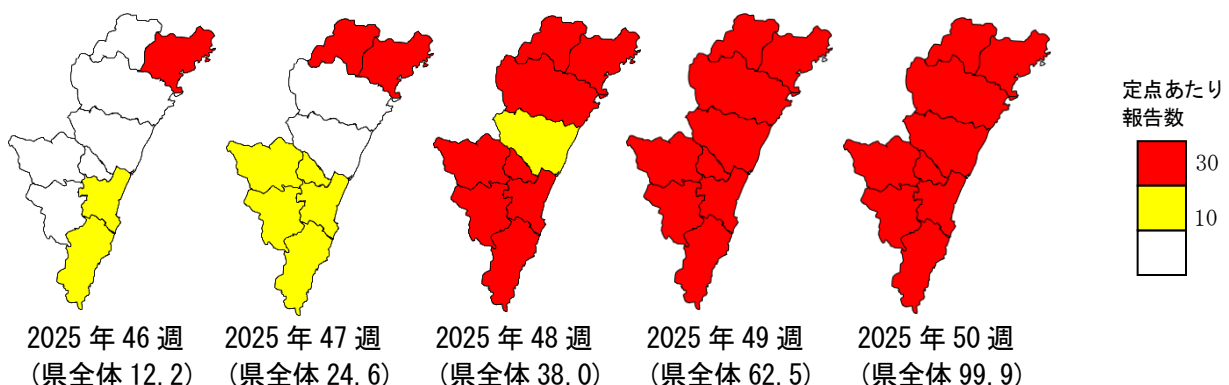 定点あたり
報告数
30
10
2025 年 46 週
（県全体 12.2）
2025 年 47 週
（県全体 24.6）
2025 年 48 週
（県全体 38.0）
2025 年 49 週
（県全体 62.5）
2025 年 50 週
（県全体 99.9）